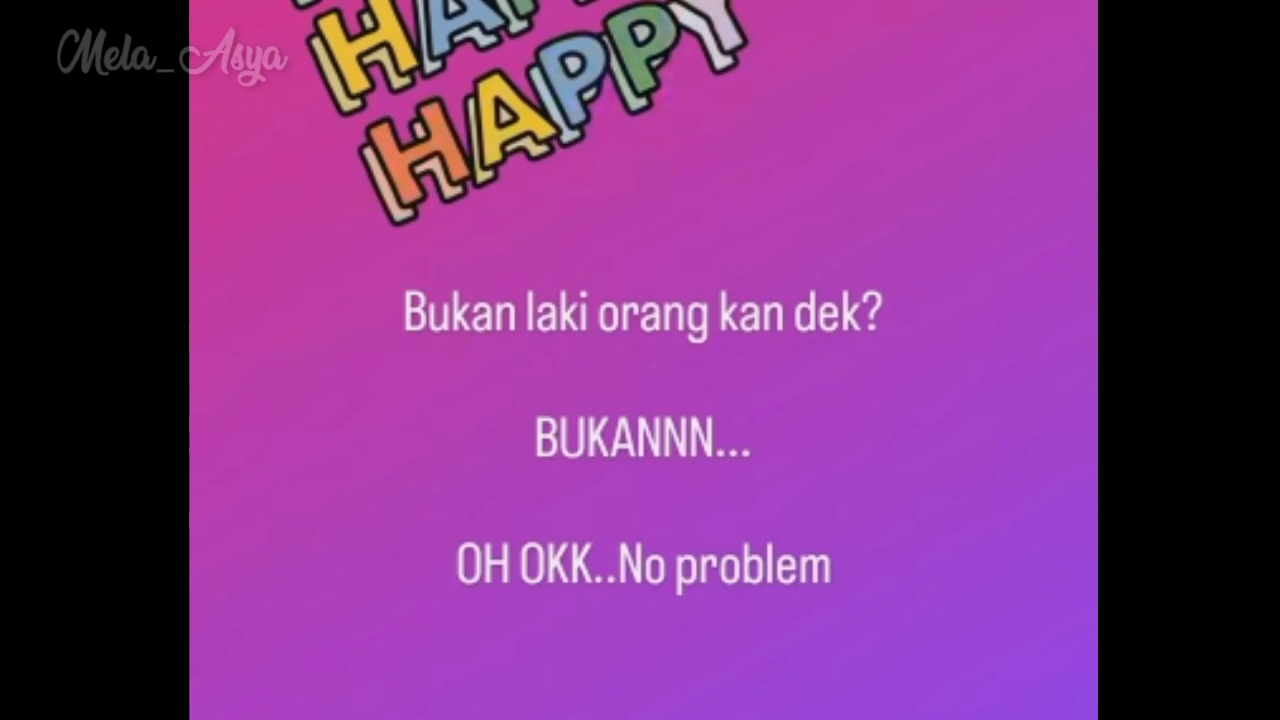 Mela_Asya
HAPPY
HAPPY
Bukan laki orang kan dek?
BUKANNN...
OH OKK..No problem